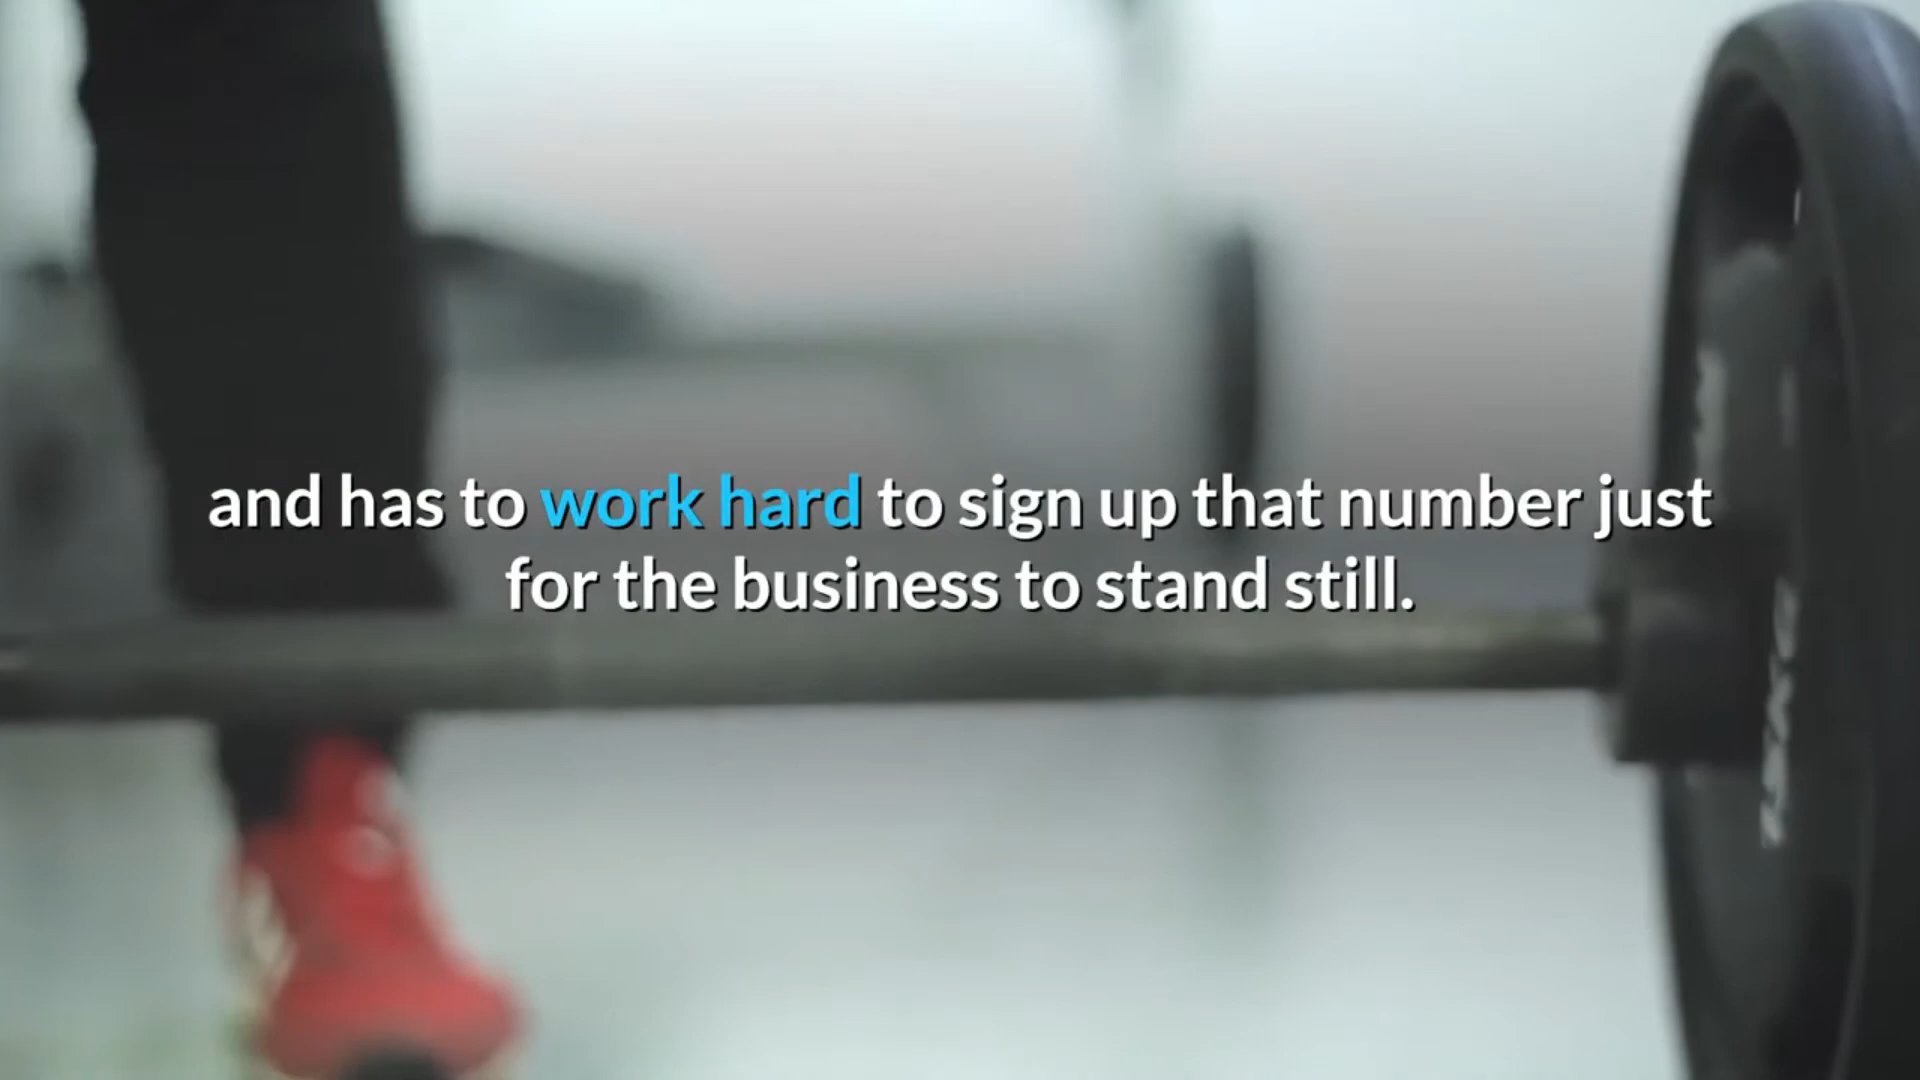 and has to work hard to sign up that number just
for the business to stand still.